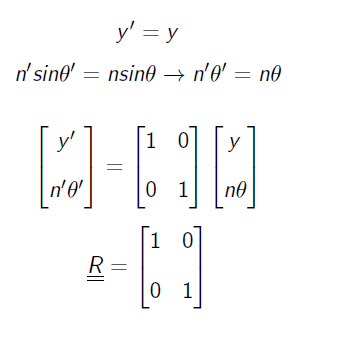 y′ = y
n′sinθ′ = nsinθ → n′θ′ = nθ
[y′; n′θ′] = [1 0; 0 1] [y; nθ]
R = [1 0; 0 1]